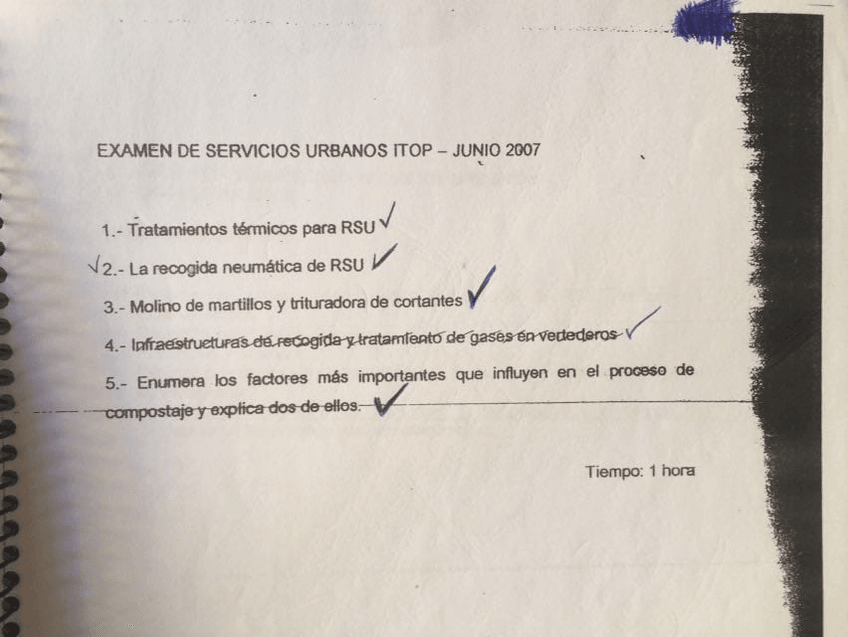 EXAMEN DE SERVICIOS URBANOS ITOP – JUNIO 2007
1.- Tratamientos térmicos para RSU
2.- La recogida neumática de RSU
3.- Molino de martillos y trituradora de cortantes
4.- Infraestructuras de recogida y tratamiento de gases en vertederos
5.- Enumera los factores más importantes que influyen en el proceso de
compostaje y explica dos de ellos.
Tiempo: 1 hora